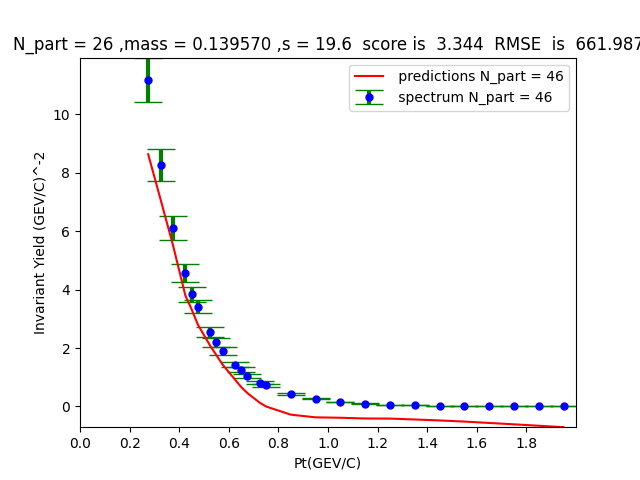 N_part = 26 ,mass = 0.139570 ,s = 19.6  score is  3.344  RMSE  is  661.987
predictions N_part = 46
spectrum N_part = 46
Invariant Yield (GEV/C)^-2
10
8
6
4
2
0
0.0 0.2 0.4 0.6 0.8 1.0 1.2 1.4 1.6 1.8
Pt(GEV/C)